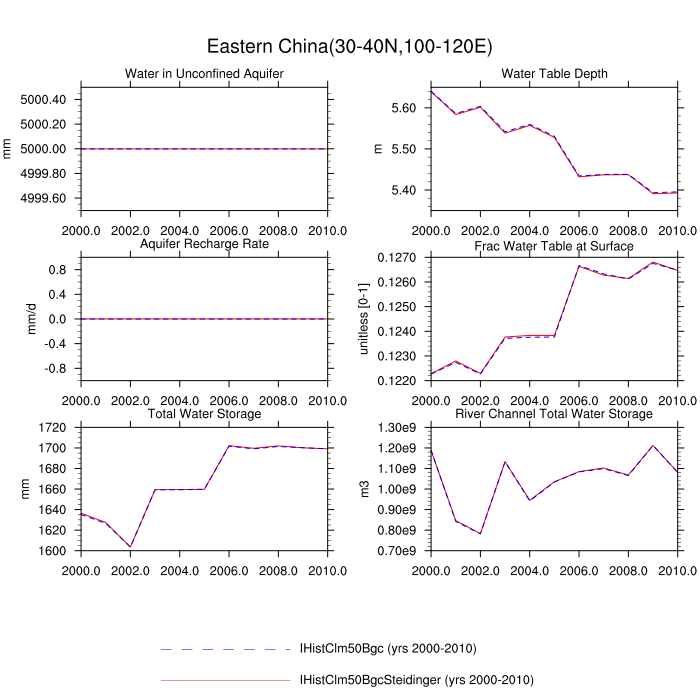 Eastern China(30-40N,100-120E)
Water in Unconfined Aquifer
Water Table Depth
mm
5000.40
5000.20
5000.00
4999.80
4999.60
2000.0 2002.0 2004.0 2006.0 2008.0 2010.0
m
5.60
5.50
5.40
2000.0 2002.0 2004.0 2006.0 2008.0 2010.0
Aquifer Recharge Rate
Frac Water Table at Surface
mm/d
0.8
0.4
0.0
-0.4
-0.8
2000.0 2002.0 2004.0 2006.0 2008.0 2010.0
unitless [0-1]
0.1270
0.1260
0.1250
0.1240
0.1230
0.1220
2000.0 2002.0 2004.0 2006.0 2008.0 2010.0
Total Water Storage
River Channel Total Water Storage
mm
1720
1700
1680
1660
1640
1620
1600
2000.0 2002.0 2004.0 2006.0 2008.0 2010.0
m3
1.30e9
1.20e9
1.10e9
1.00e9
0.90e9
0.80e9
0.70e9
2000.0 2002.0 2004.0 2006.0 2008.0 2010.0
IHistClm50Bgc (yrs 2000-2010)
IHistClm50BgcSteidinger (yrs 2000-2010)